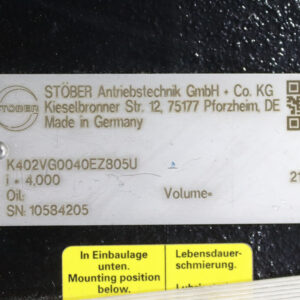 STÖBER
STÖBER Antriebstechnik GmbH + Co. KG
Kieselbronner Str. 12, 75177 Pforzheim, DE
Made in Germany
K402VG0040EZ805U
i = 4,000
Oil:
Volume=
21
SN: 10584205
In Einbaulage
unten.
Mounting position
below.
Lebensdauer-
schmierung.